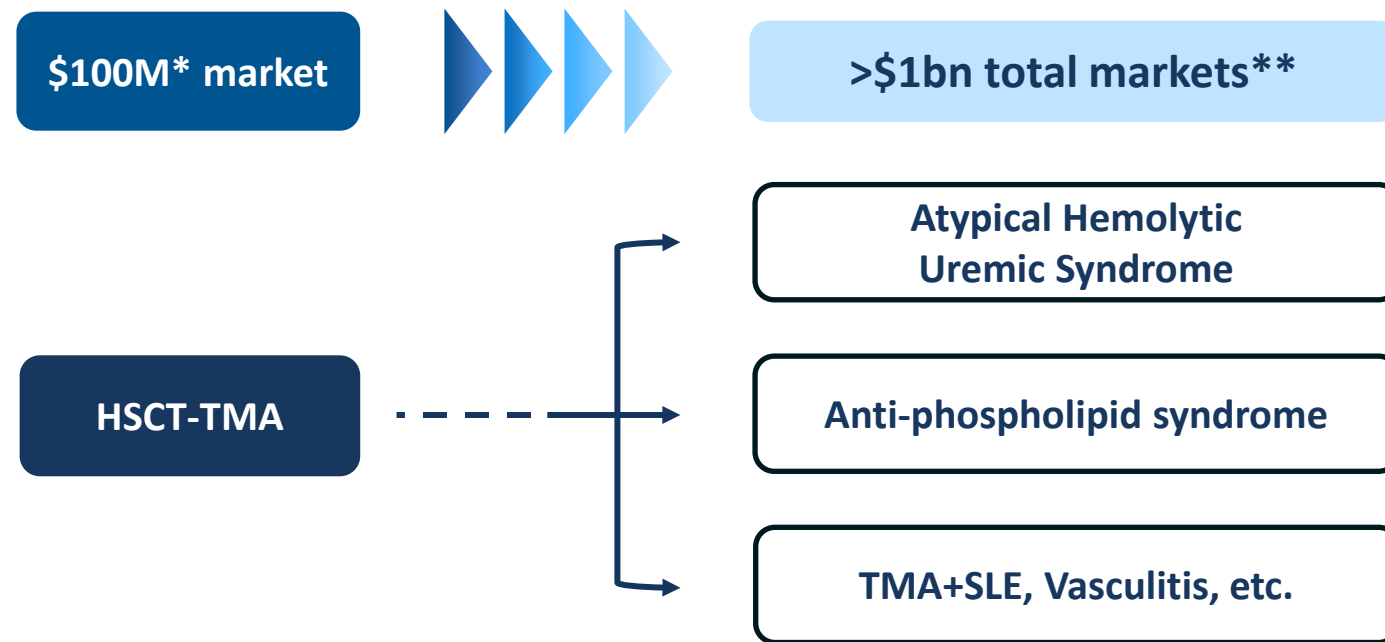 $100M* market
>$1bn total markets**
Atypical Hemolytic
Uremic Syndrome
HSCT-TMA
Anti-phospholipid syndrome
TMA+SLE, Vasculitis, etc.